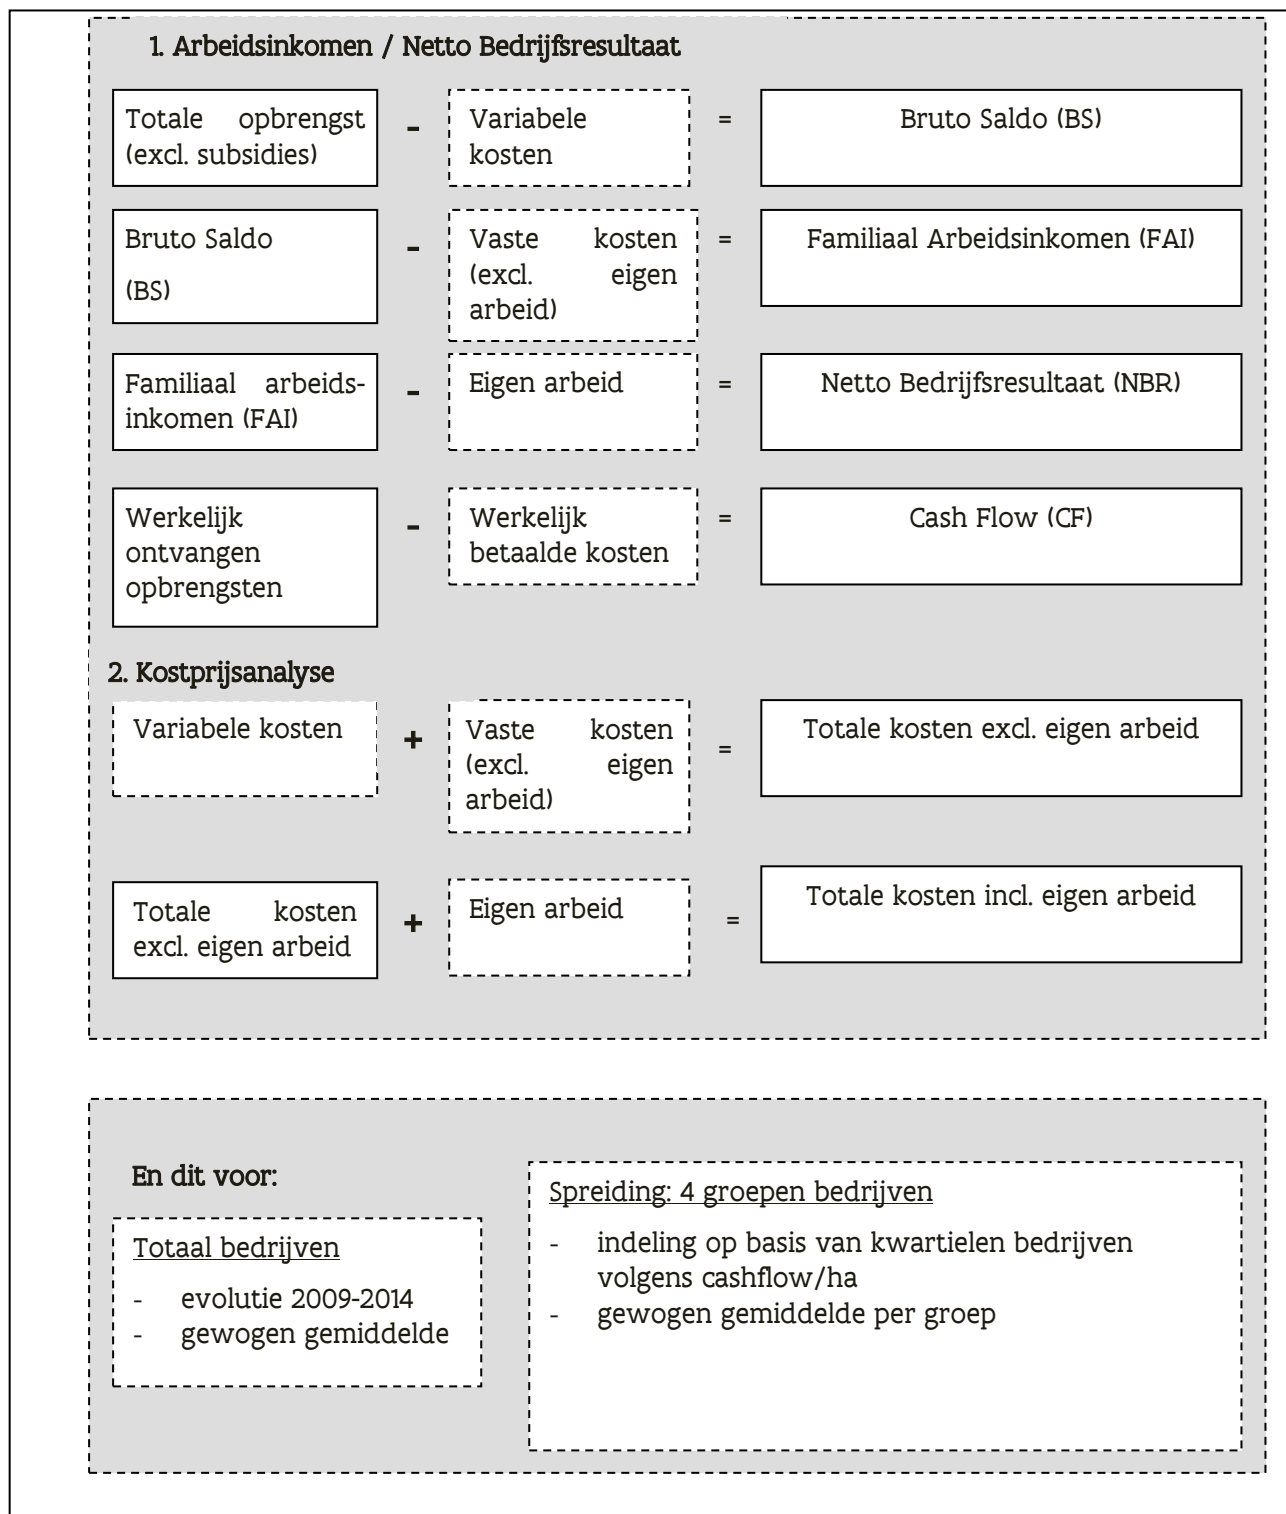 1. Arbeidsinkomen / Netto Bedrijfsresultaat
Totale opbrengst
(excl. subsidies)
-
Variabele
kosten
=
Bruto Saldo (BS)
Bruto Saldo
(BS)
-
Vaste kosten
(excl. eigen
arbeid)
=
Familiaal Arbeidsinkomen (FAI)
Familiaal arbeids-
inkomen (FAI)
-
Eigen arbeid
=
Netto Bedrijfsresultaat (NBR)
Werkelijk
ontvangen
opbrengsten
-
Werkelijk
betaalde kosten
=
Cash Flow (CF)
2. Kostprijsanalyse
Variabele kosten
+
Vaste kosten
(excl. eigen
arbeid)
=
Totale kosten excl. eigen arbeid
Totale kosten
excl. eigen arbeid
+
Eigen arbeid
=
Totale kosten incl. eigen arbeid
En dit voor:
Totaal bedrijven
- evolutie 2009-2014
- gewogen gemiddelde
Spreiding: 4 groepen bedrijven
- indeling op basis van kwartielen bedrijven
volgens cashflow/ha
- gewogen gemiddelde per groep